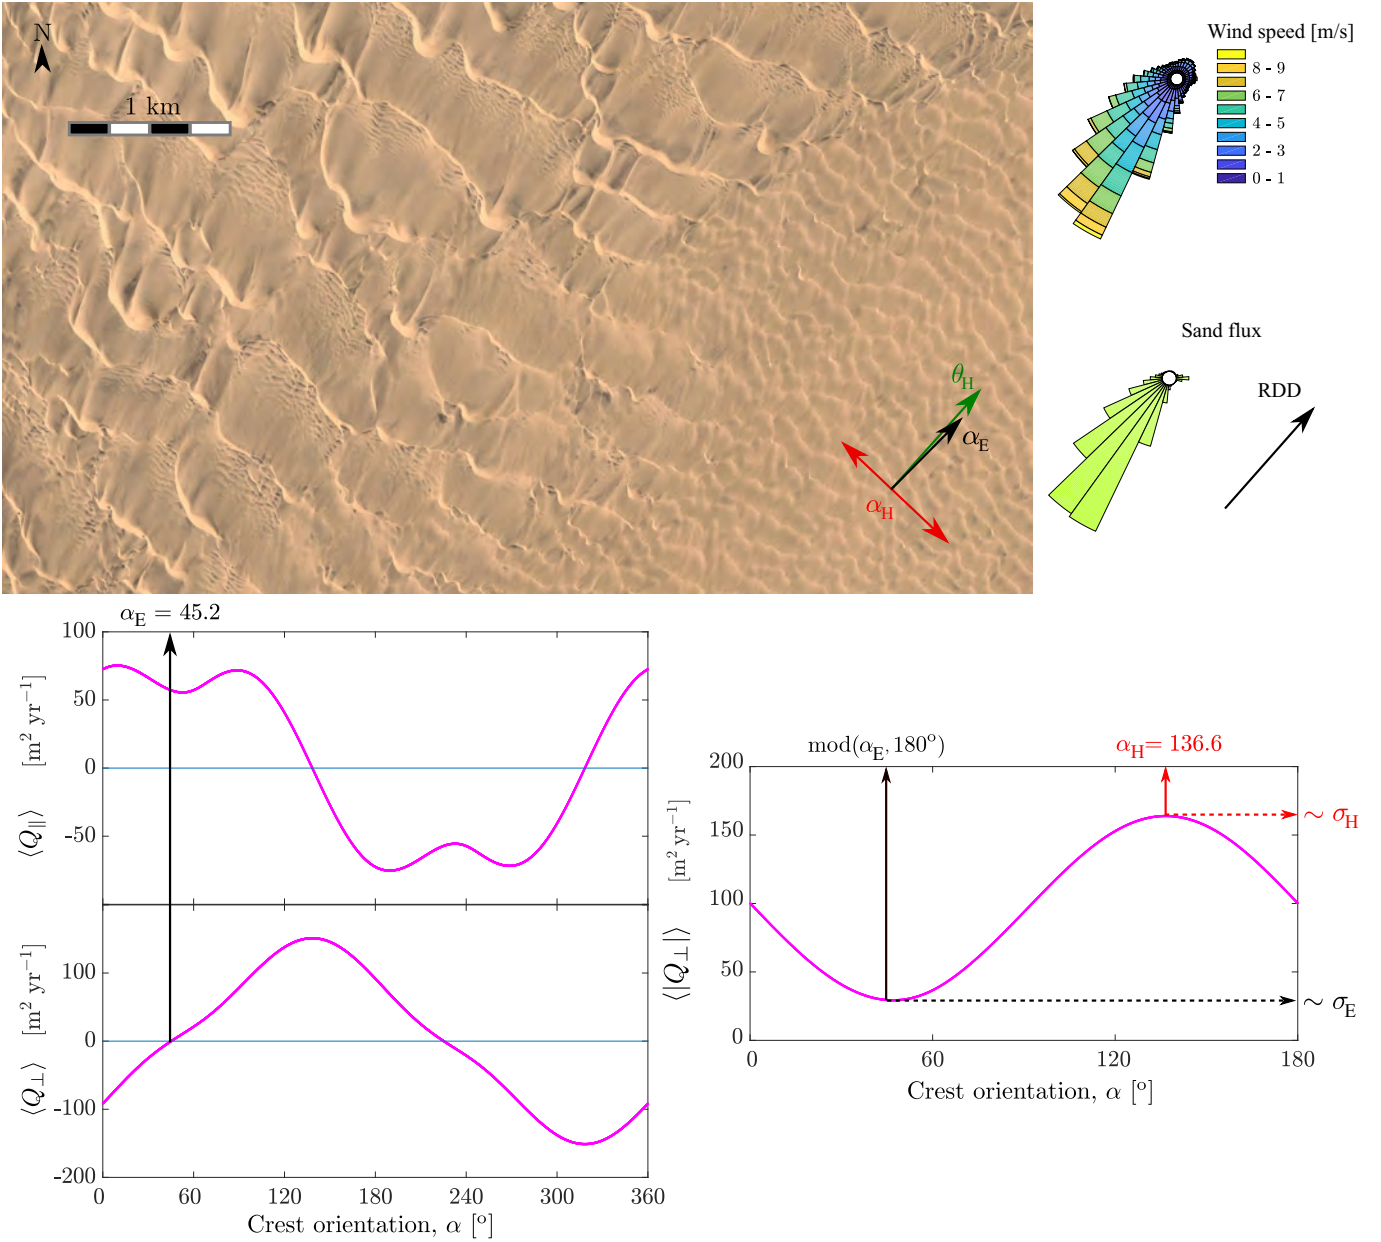 N
1 km
θH
αE
αH
Wind speed [m/s]
8 - 9
6 - 7
4 - 5
2 - 3
0 - 1
Sand flux
RDD
αE = 45.2
100
50
0
-50
⟨Q∥⟩ [m² yr⁻¹]
100
0
-100
-200
⟨Q⊥⟩ [m² yr⁻¹]
0 60 120 180 240 300 360
Crest orientation, α [°]
mod(αE, 180°)
αH= 136.6
200
150
100
50
0
⟨|Q⊥|⟩ [m² yr⁻¹]
∼ σH
∼ σE
0 60 120 180
Crest orientation, α [°]